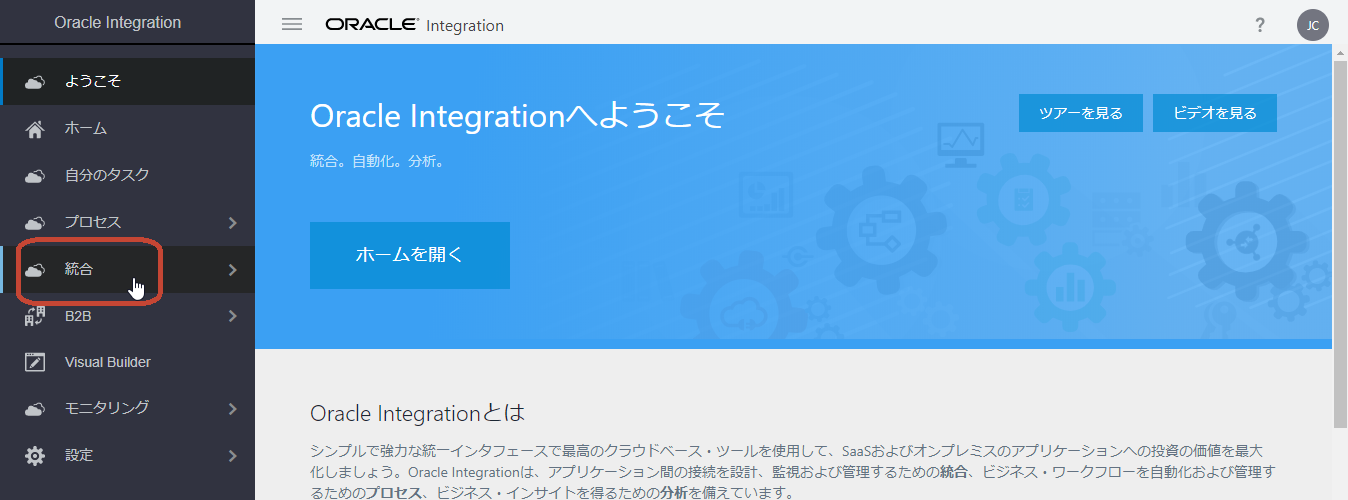 Oracle Integration
ようこそ
ホーム
自分のタスク
プロセス
統合
B2B
Visual Builder
モニタリング
設定
ORACLE® Integration
?
JC
Oracle Integrationへようこそ
ツアーを見る
ビデオを見る
統合。自動化。分析。
ホームを開く
Oracle Integrationとは
シンプルで強力な統一インタフェースで最高のクラウドベース・ツールを使用して、SaaSおよびオンプレミスのアプリケーションへの投資の価値を最大
化しましょう。Oracle Integrationは、アプリケーション間の接続を設計、監視および管理するための統合、ビジネス・ワークフローを自動化および管理す
るためのプロセス、ビジネス・インサイトを得るための分析を備えています。